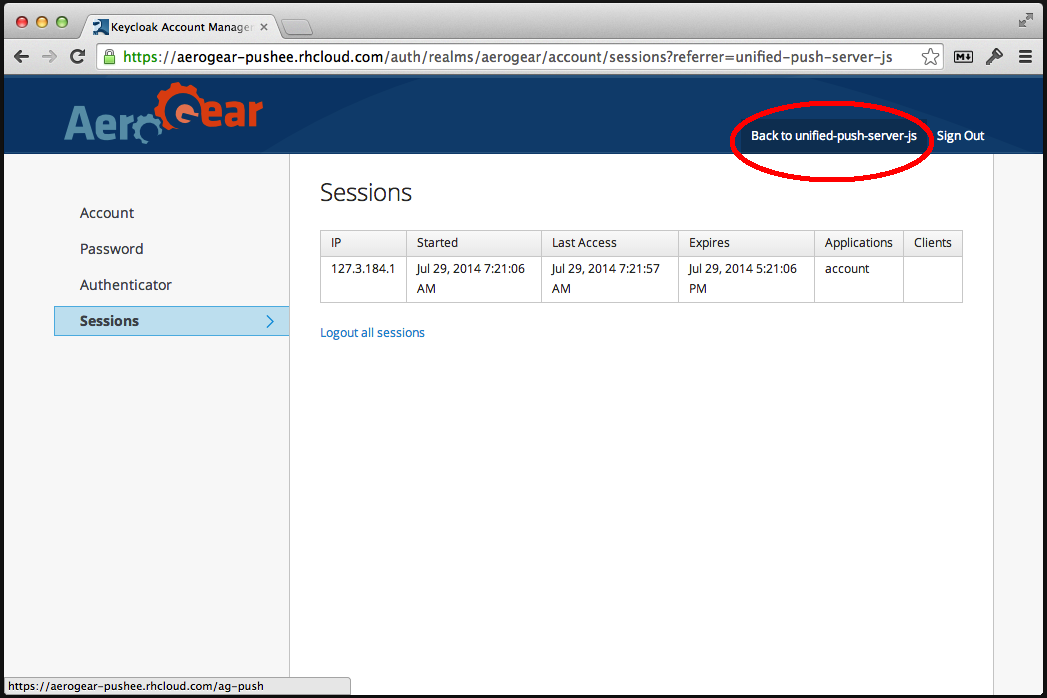 Keycloak Account Manage
https://aerogear-pushee.rhcloud.com/auth/realms/aerogear/account/sessions?referrer=unified-push-server-js
AeroGear
Back to unified-push-server-js Sign Out
Account
Password
Authenticator
Sessions
Sessions
IP Started Last Access Expires Applications Clients
127.3.184.1 Jul 29, 2014 7:21:06 Jul 29, 2014 7:21:57 Jul 29, 2014 5:21:06 account
AM AM PM
Logout all sessions
https://aerogear-pushee.rhcloud.com/ag-push